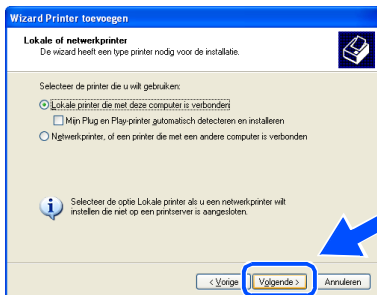 Wizard Printer toevoegen
Lokale of netwerkprinter
De wizard heeft een type printer nodig voor de installatie.
Selecteer de printer die u wilt gebruiken:
Lokale printer die met deze computer is verbonden
Mijn Plug en Play-printer automatisch detecteren en installeren
Netwerkprinter, of een printer die met een andere computer is verbonden
Selecteer de optie Lokale printer als u een netwerkprinter wilt
instellen die niet op een printserver is aangesloten.
< Vorige
Volgende >
Annuleren